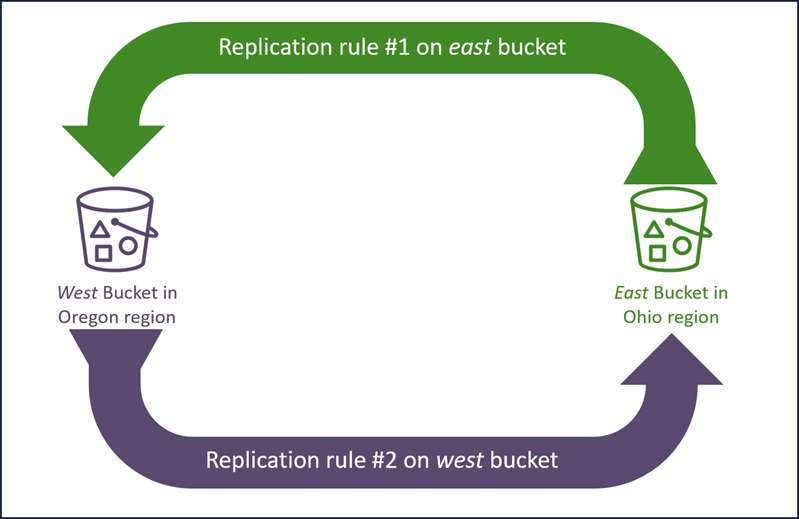 Replication rule #1 on east bucket
West Bucket in
Oregon region
East Bucket in
Ohio region
Replication rule #2 on west bucket